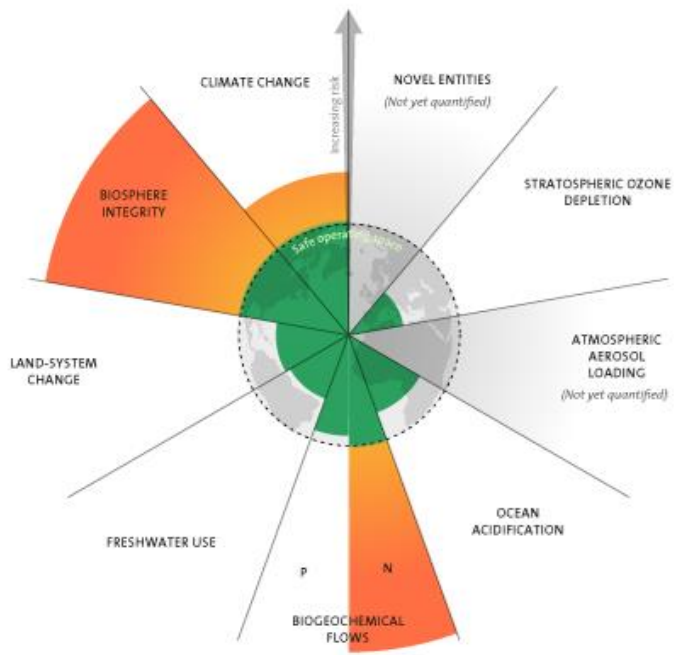 CLIMATE CHANGE
Increasing risk
NOVEL ENTITIES
(Not yet quantified)
STRATOSPHERIC OZONE
DEPLETION
BIOSPHERE
INTEGRITY
Safe operating space
ATMOSPHERIC
AEROSOL
LOADING
(Not yet quantified)
LAND-SYSTEM
CHANGE
OCEAN
ACIDIFICATION
FRESHWATER USE
P
N
BIOGEOCHEMICAL
FLOWS